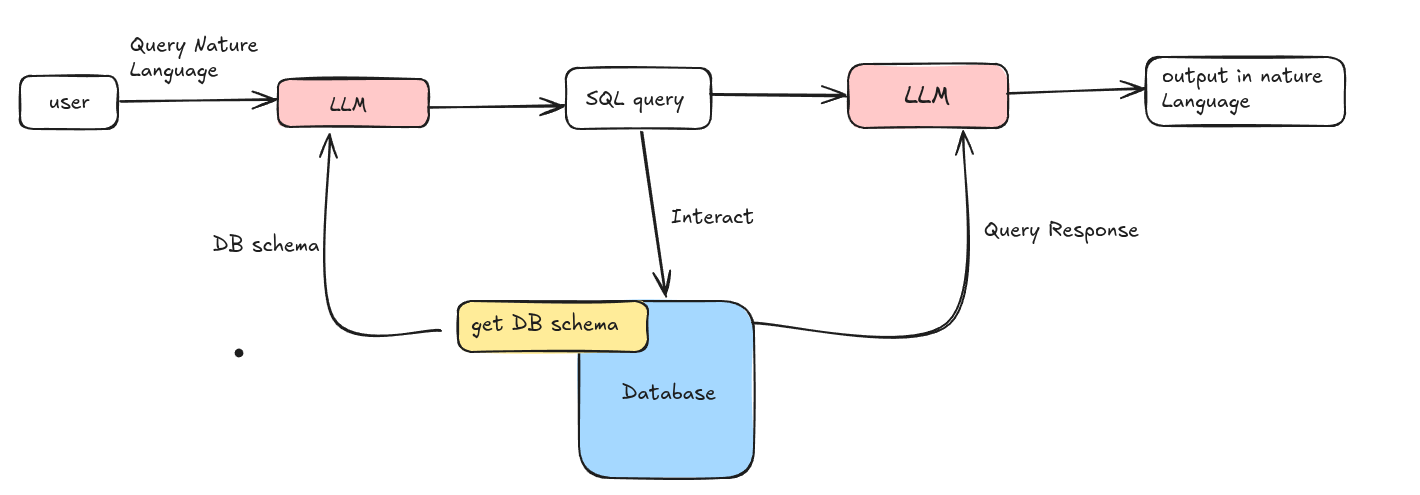 Query Nature
Language
user
LLM
SQL query
LLM
output in nature
Language
Interact
DB schema
Query Response
get DB schema
Database